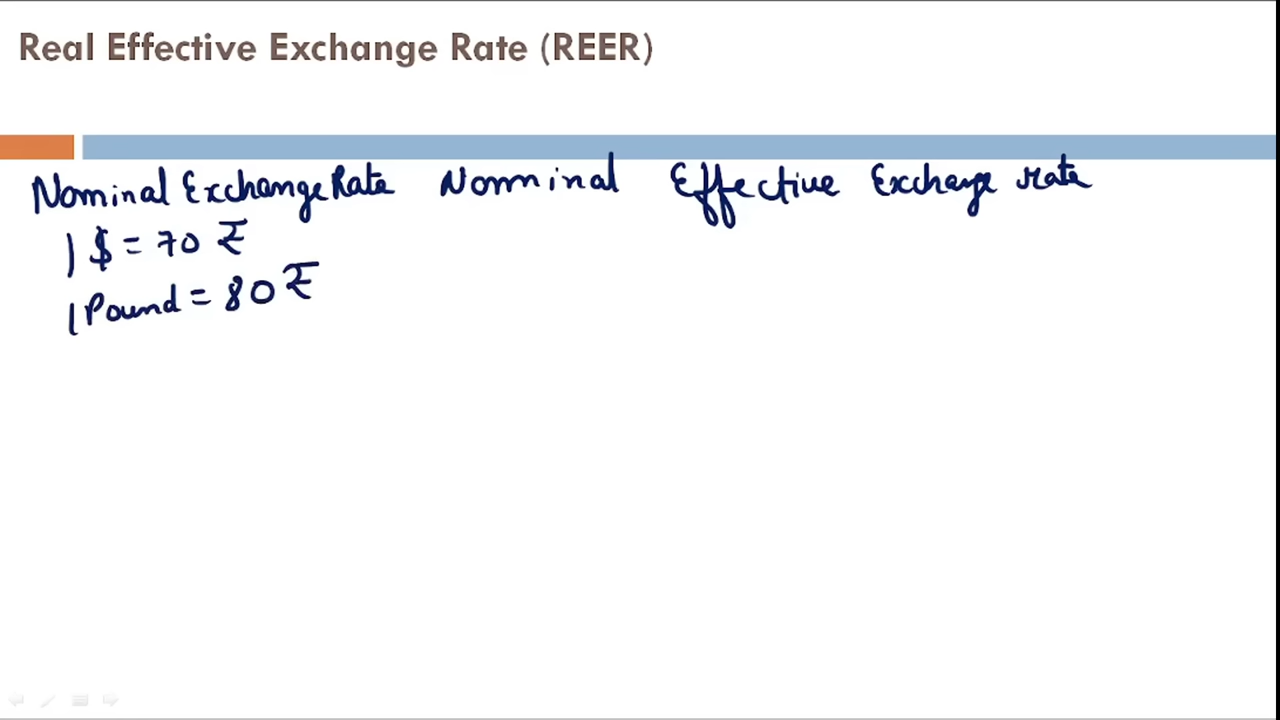 Real Effective Exchange Rate (REER)
Nominal Exchange Rate Nominal Effective Exchange rate
1 $ = 70 ₹
1 Pound = 80 ₹